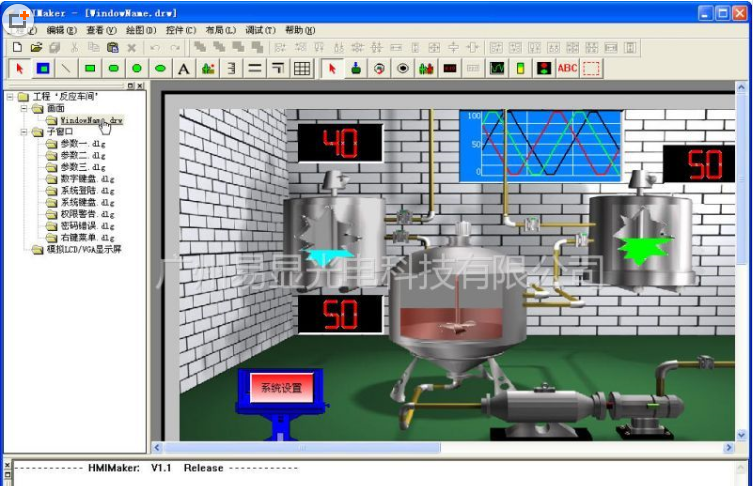 HMIMaker - [WindowName.drw]
编辑(E) 查看(V) 绘图(D) 控件(C) 布局(L) 调试(T) 帮助(H)
A ABC
工程 '反应车间'
画面
WindowName.drw
子窗口
参数一.dlg
参数二.dlg
参数三.dlg
数字键盘.dlg
系统登陆.dlg
系统键盘.dlg
权限警告.dlg
密码错误.dlg
右键菜单.dlg
模拟LCD/VGA显示屏
40
100
50
0
50
广州易显光电科技有限公司
50
系统设置
------------ HMIMaker: V1.1 Release ------------